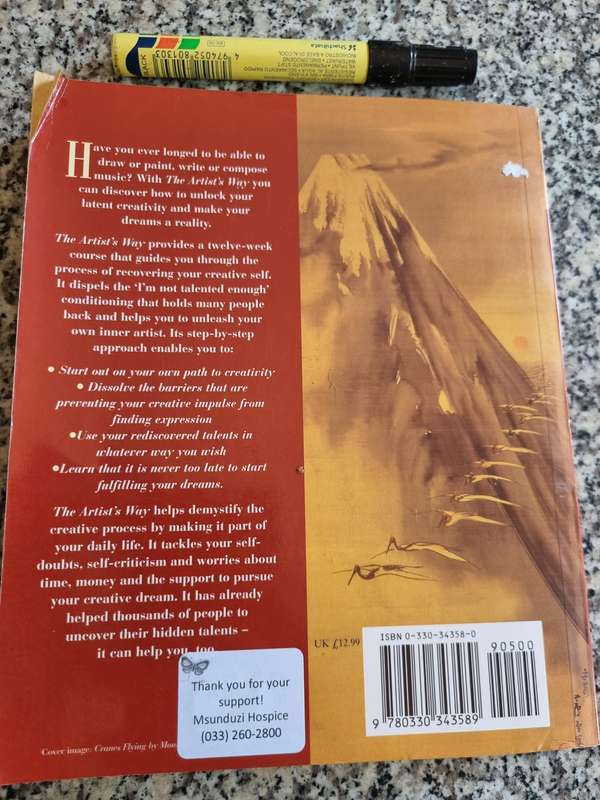 Shachihata
4 974052 801303
Have you ever longed to be able to
draw or paint, write or compose
music? With The Artist's Way you
can discover how to unlock your
latent creativity and make your
dreams a reality.
The Artist's Way provides a twelve-week
course that guides you through the
process of recovering your creative self.
It dispels the 'I'm not talented enough'
conditioning that holds many people
back and helps you to unleash your
own inner artist. Its step-by-step
approach enables you to:
• Start out on your own path to creativity
• Dissolve the barriers that are
preventing your creative impulse from
finding expression
•Use your rediscovered talents in
whatever way you wish
•Learn that it is never too late to start
fulfilling your dreams.
The Artist's Way helps demystify the
creative process by making it part of
your daily life. It tackles your self-
doubts, self-criticism and worries about
time, money and the support to pursue
your creative dream. It has already
helped thousands of people to
uncover their hidden talents –
it can help you, too.
UK £12.99
ISBN 0-330-34358-0
90500
9 780330 343589
Thank you for your
support!
Msunduzi Hospice
(033) 260-2800
Cover image: Cranes Flying by